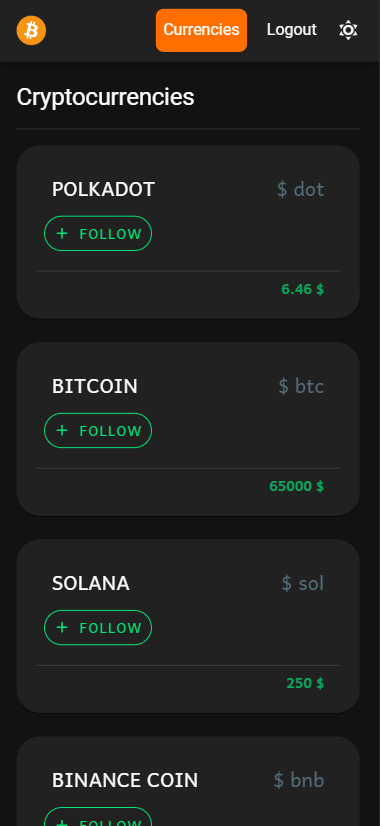 Currencies Logout
Cryptocurrencies
POLKADOT $ dot
+ FOLLOW
6.46 $
BITCOIN $ btc
+ FOLLOW
65000 $
SOLANA $ sol
+ FOLLOW
250 $
BINANCE COIN $ bnb
+ FOLLOW